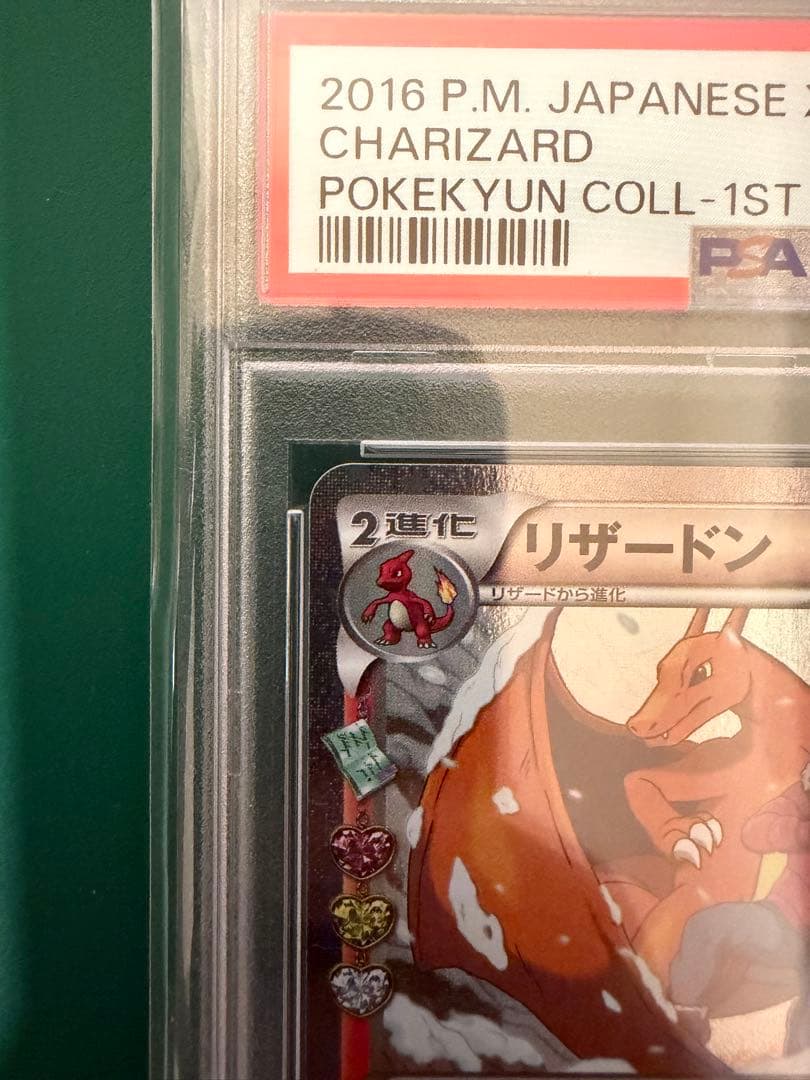 2016 P.M. JAPANESE
CHARIZARD
POKEKYUN COLL-1ST
PSA
2進化
リザードン
リザードから進化